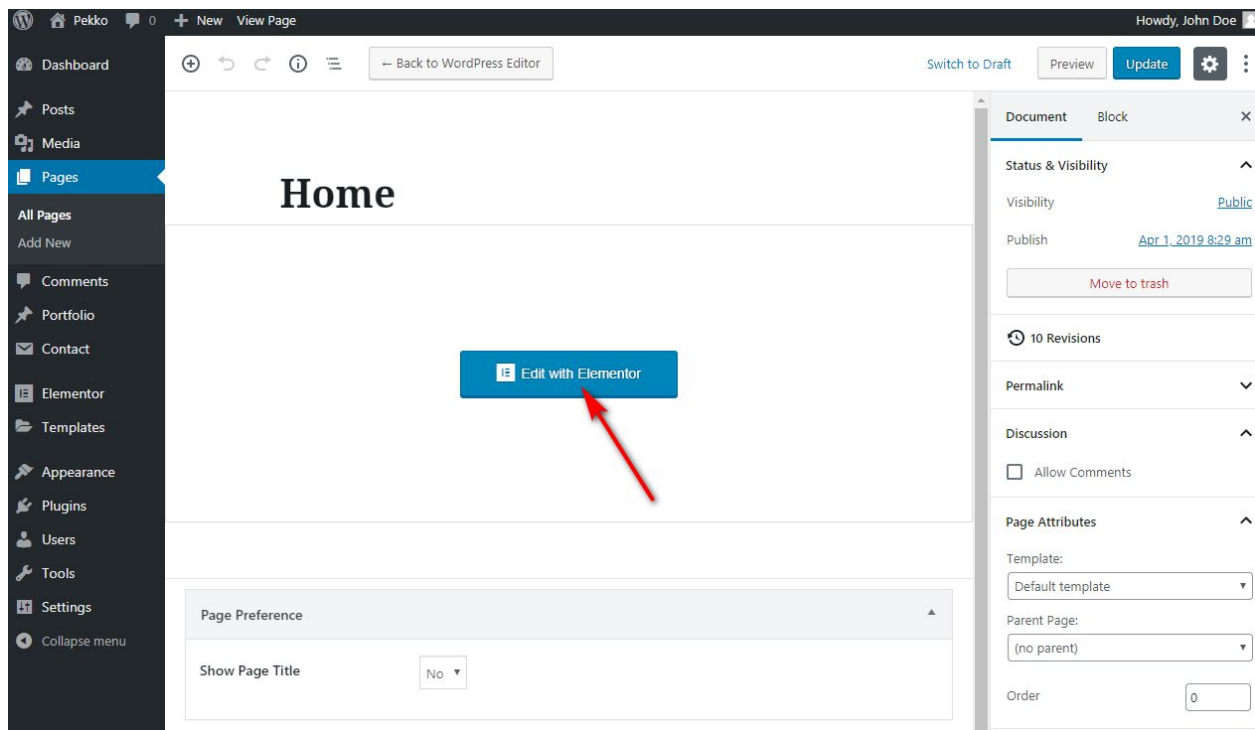 Pekko 0 New View Page Howdy, John Doe
Dashboard
Posts
Media
Pages
All Pages
Add New
Comments
Portfolio
Contact
Elementor
Templates
Appearance
Plugins
Users
Tools
Settings
Collapse menu
← Back to WordPress Editor Switch to Draft Preview Update
Home
Edit with Elementor
Page Preference
Show Page Title No
Document Block
Status & Visibility
Visibility Public
Publish Apr 1, 2019 8:29 am
Move to trash
10 Revisions
Permalink
Discussion
Allow Comments
Page Attributes
Template:
Default template
Parent Page:
(no parent)
Order 0